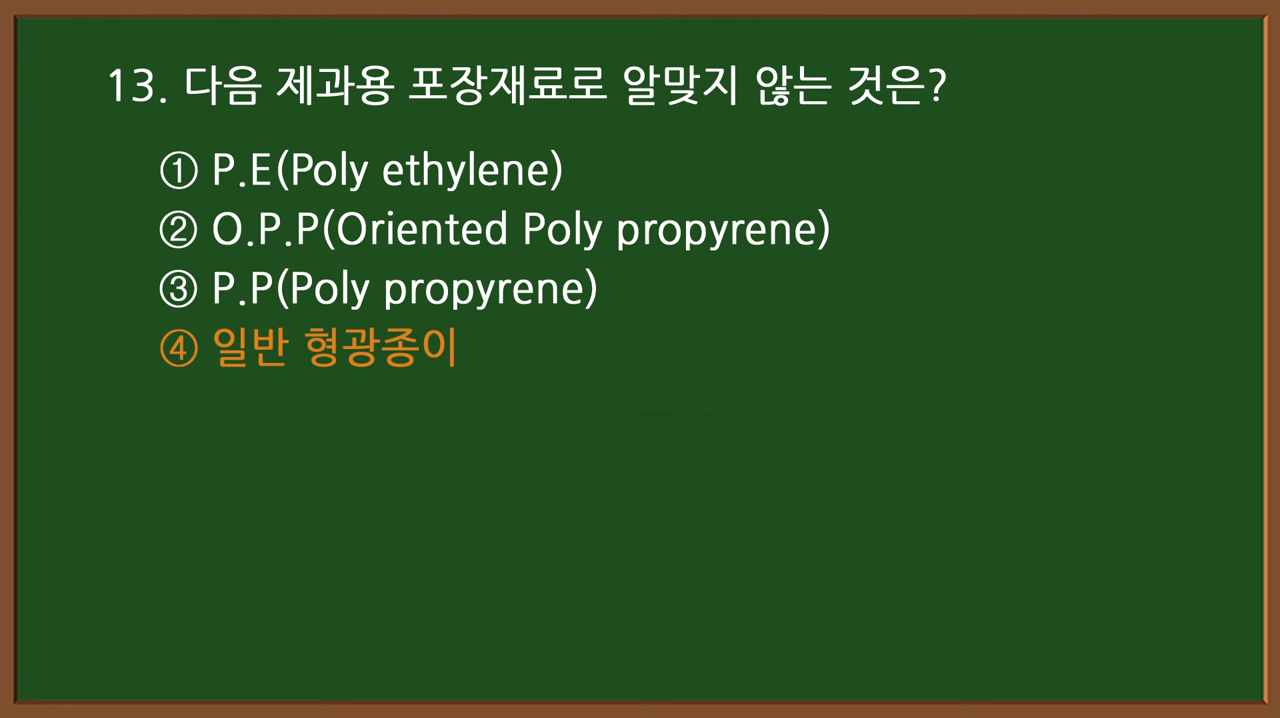 13. 다음 제과용 포장재료로 알맞지 않는 것은?
① P.E(Poly ethylene)
② O.P.P(Oriented Poly propyrene)
③ P.P(Poly propyrene)
④ 일반 형광종이